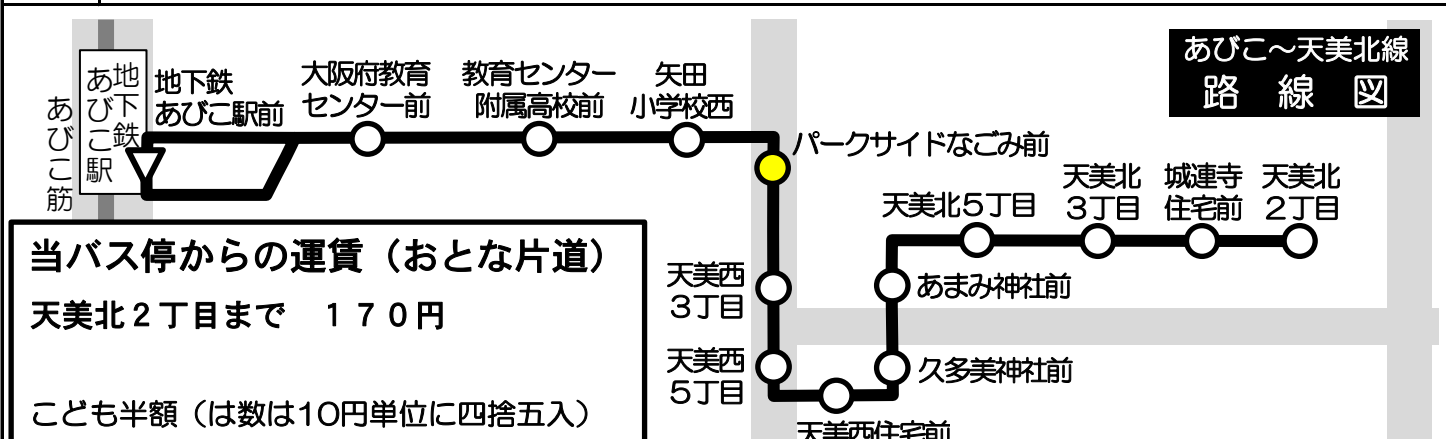 あびこ～天美北線
路線図
あびこ筋
地下鉄
あびこ駅
地下鉄
あびこ駅前
大阪府教育
センター前
教育センター
附属高校前
矢田
小学校西
パークサイドなごみ前
天美西
3丁目
天美西
5丁目
天美西住宅前
久多美神社前
あまみ神社前
天美北5丁目
天美北
3丁目
城連寺
住宅前
天美北
2丁目
当バス停からの運賃（おとな片道）
天美北２丁目まで　１７０円
こども半額（は数は10円単位に四捨五入）